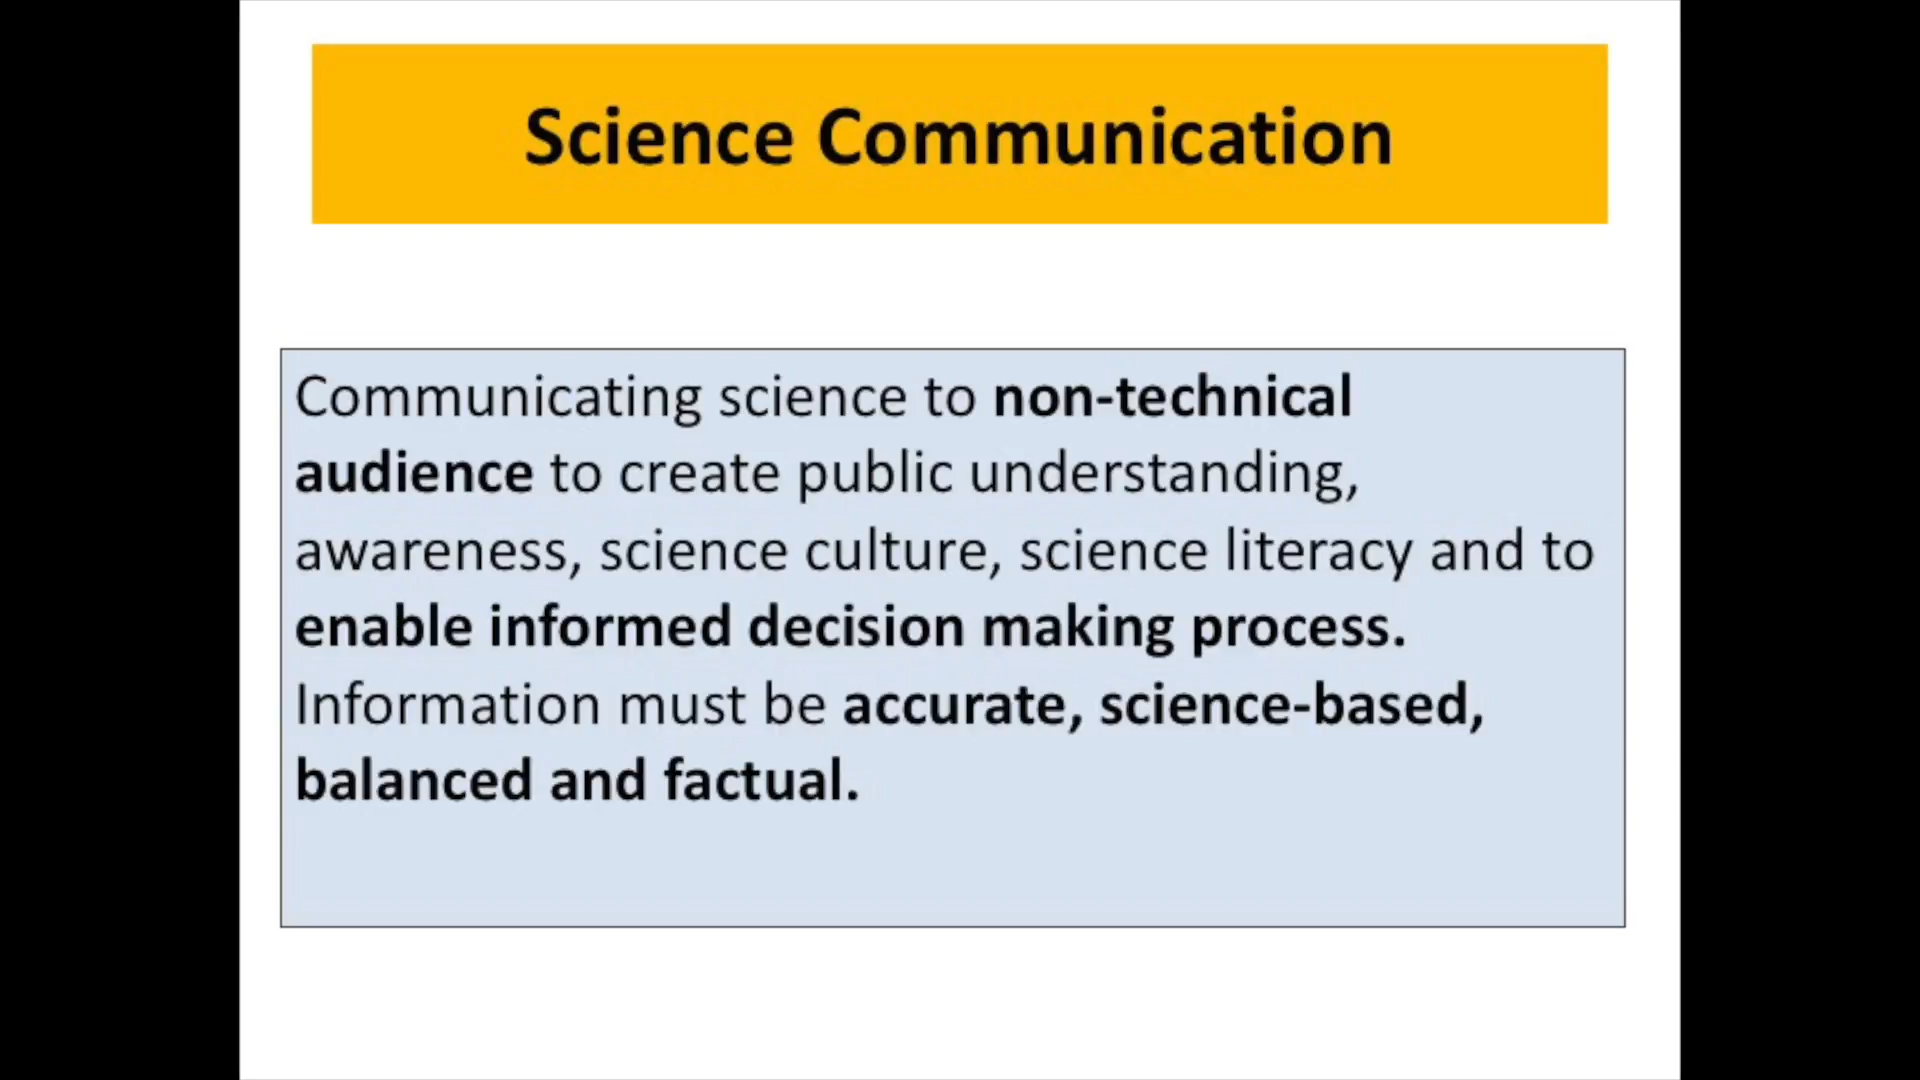 Science Communication
Communicating science to non-technical
audience to create public understanding,
awareness, science culture, science literacy and to
enable informed decision making process.
Information must be accurate, science-based,
balanced and factual.